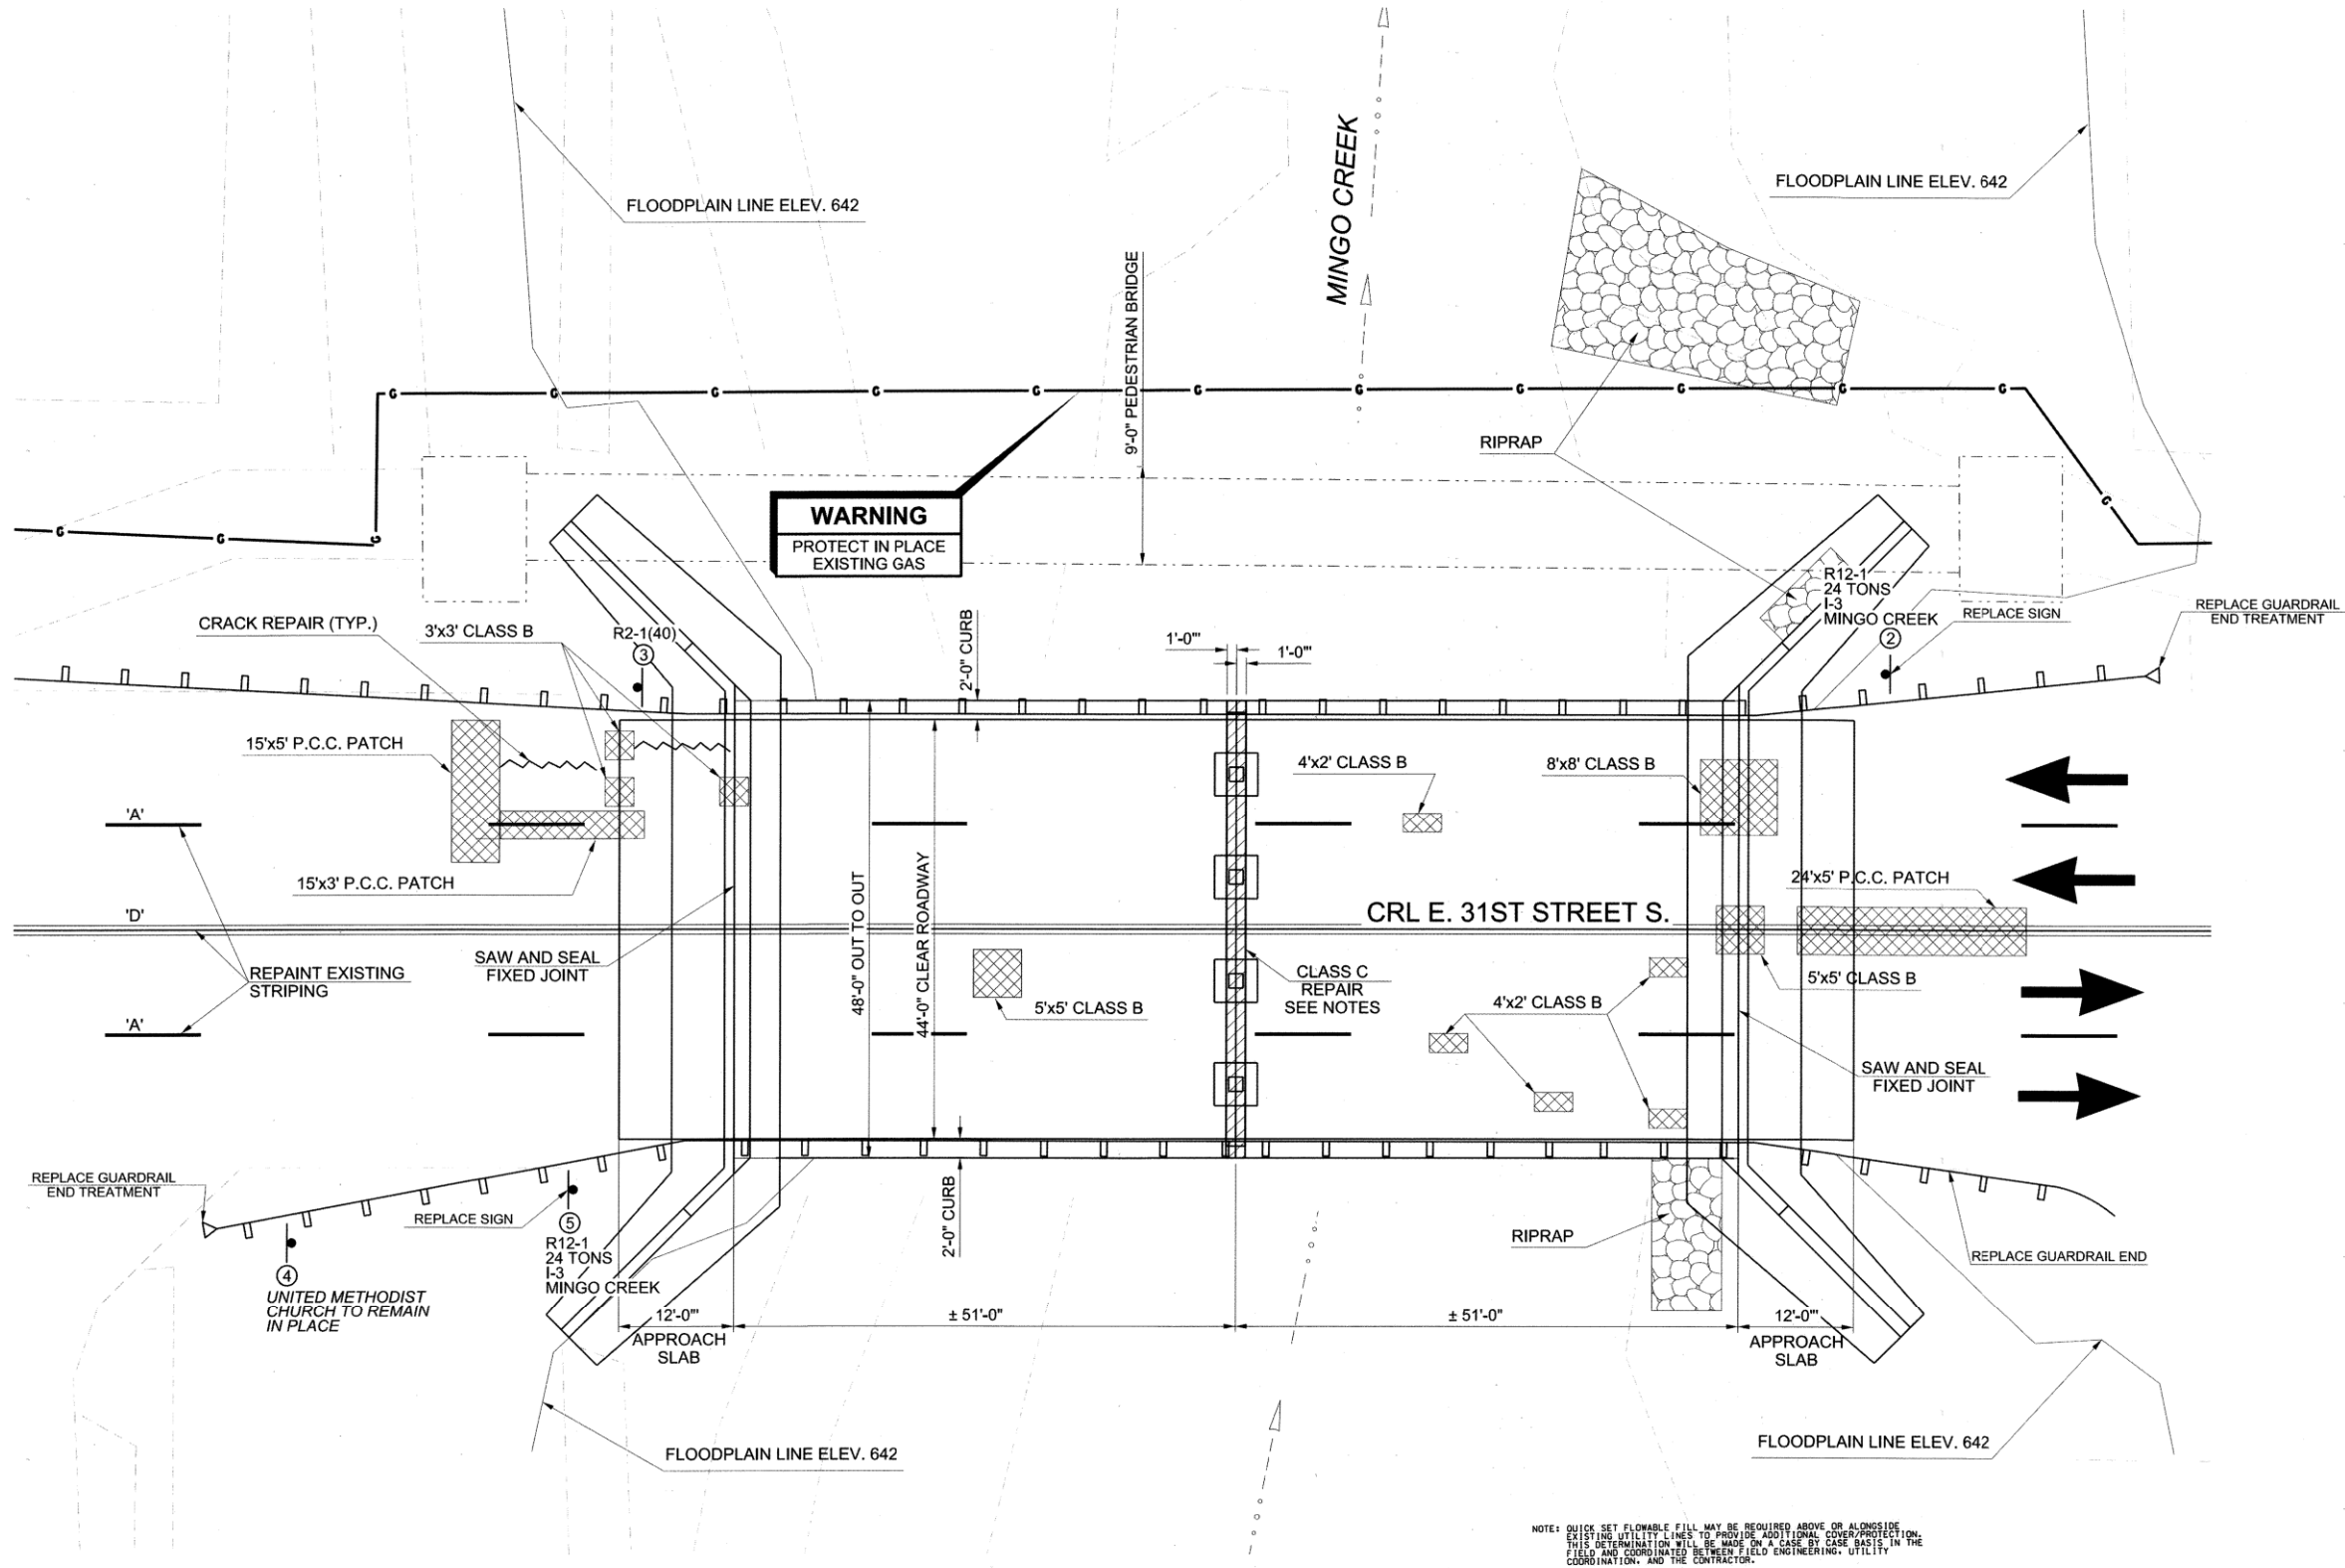 MINGO CREEK
FLOODPLAIN LINE ELEV. 642
FLOODPLAIN LINE ELEV. 642
9'-0" PEDESTRIAN BRIDGE
G G G G G G G G G G G
RIPRAP
G G G G
WARNING
PROTECT IN PLACE
EXISTING GAS
R12-1
24 TONS
I-3
MINGO CREEK
2
REPLACE SIGN
REPLACE GUARDRAIL
END TREATMENT
CRACK REPAIR (TYP.)
3'x3' CLASS B
R2-1(40)
3
2'-0" CURB
1'-0'"
1'-0'"
15'x5' P.C.C. PATCH
4'x2' CLASS B
8'x8' CLASS B
'A'
15'x3' P.C.C. PATCH
24'x5' P.C.C. PATCH
'D'
CRL E. 31ST STREET S.
48'-0" OUT TO OUT
44'-0" CLEAR ROADWAY
REPAINT EXISTING
STRIPING
SAW AND SEAL
FIXED JOINT
CLASS C
REPAIR
SEE NOTES
5'x5' CLASS B
5'x5' CLASS B
4'x2' CLASS B
'A'
SAW AND SEAL
FIXED JOINT
REPLACE GUARDRAIL
END TREATMENT
REPLACE SIGN
5
R12-1
24 TONS
I-3
MINGO CREEK
4
UNITED METHODIST
CHURCH TO REMAIN
IN PLACE
2'-0" CURB
RIPRAP
REPLACE GUARDRAIL END
12'-0'"
± 51'-0"
± 51'-0"
12'-0'"
APPROACH
SLAB
APPROACH
SLAB
FLOODPLAIN LINE ELEV. 642
FLOODPLAIN LINE ELEV. 642
NOTE: QUICK SET FLOWABLE FILL MAY BE REQUIRED ABOVE OR ALONGSIDE
EXISTING UTILITY LINES TO PROVIDE ADDITIONAL COVER/PROTECTION.
THIS DETERMINATION WILL BE MADE ON A CASE BY CASE BASIS IN THE
FIELD AND COORDINATED BETWEEN FIELD ENGINEERING, UTILITY
COORDINATION, AND THE CONTRACTOR.